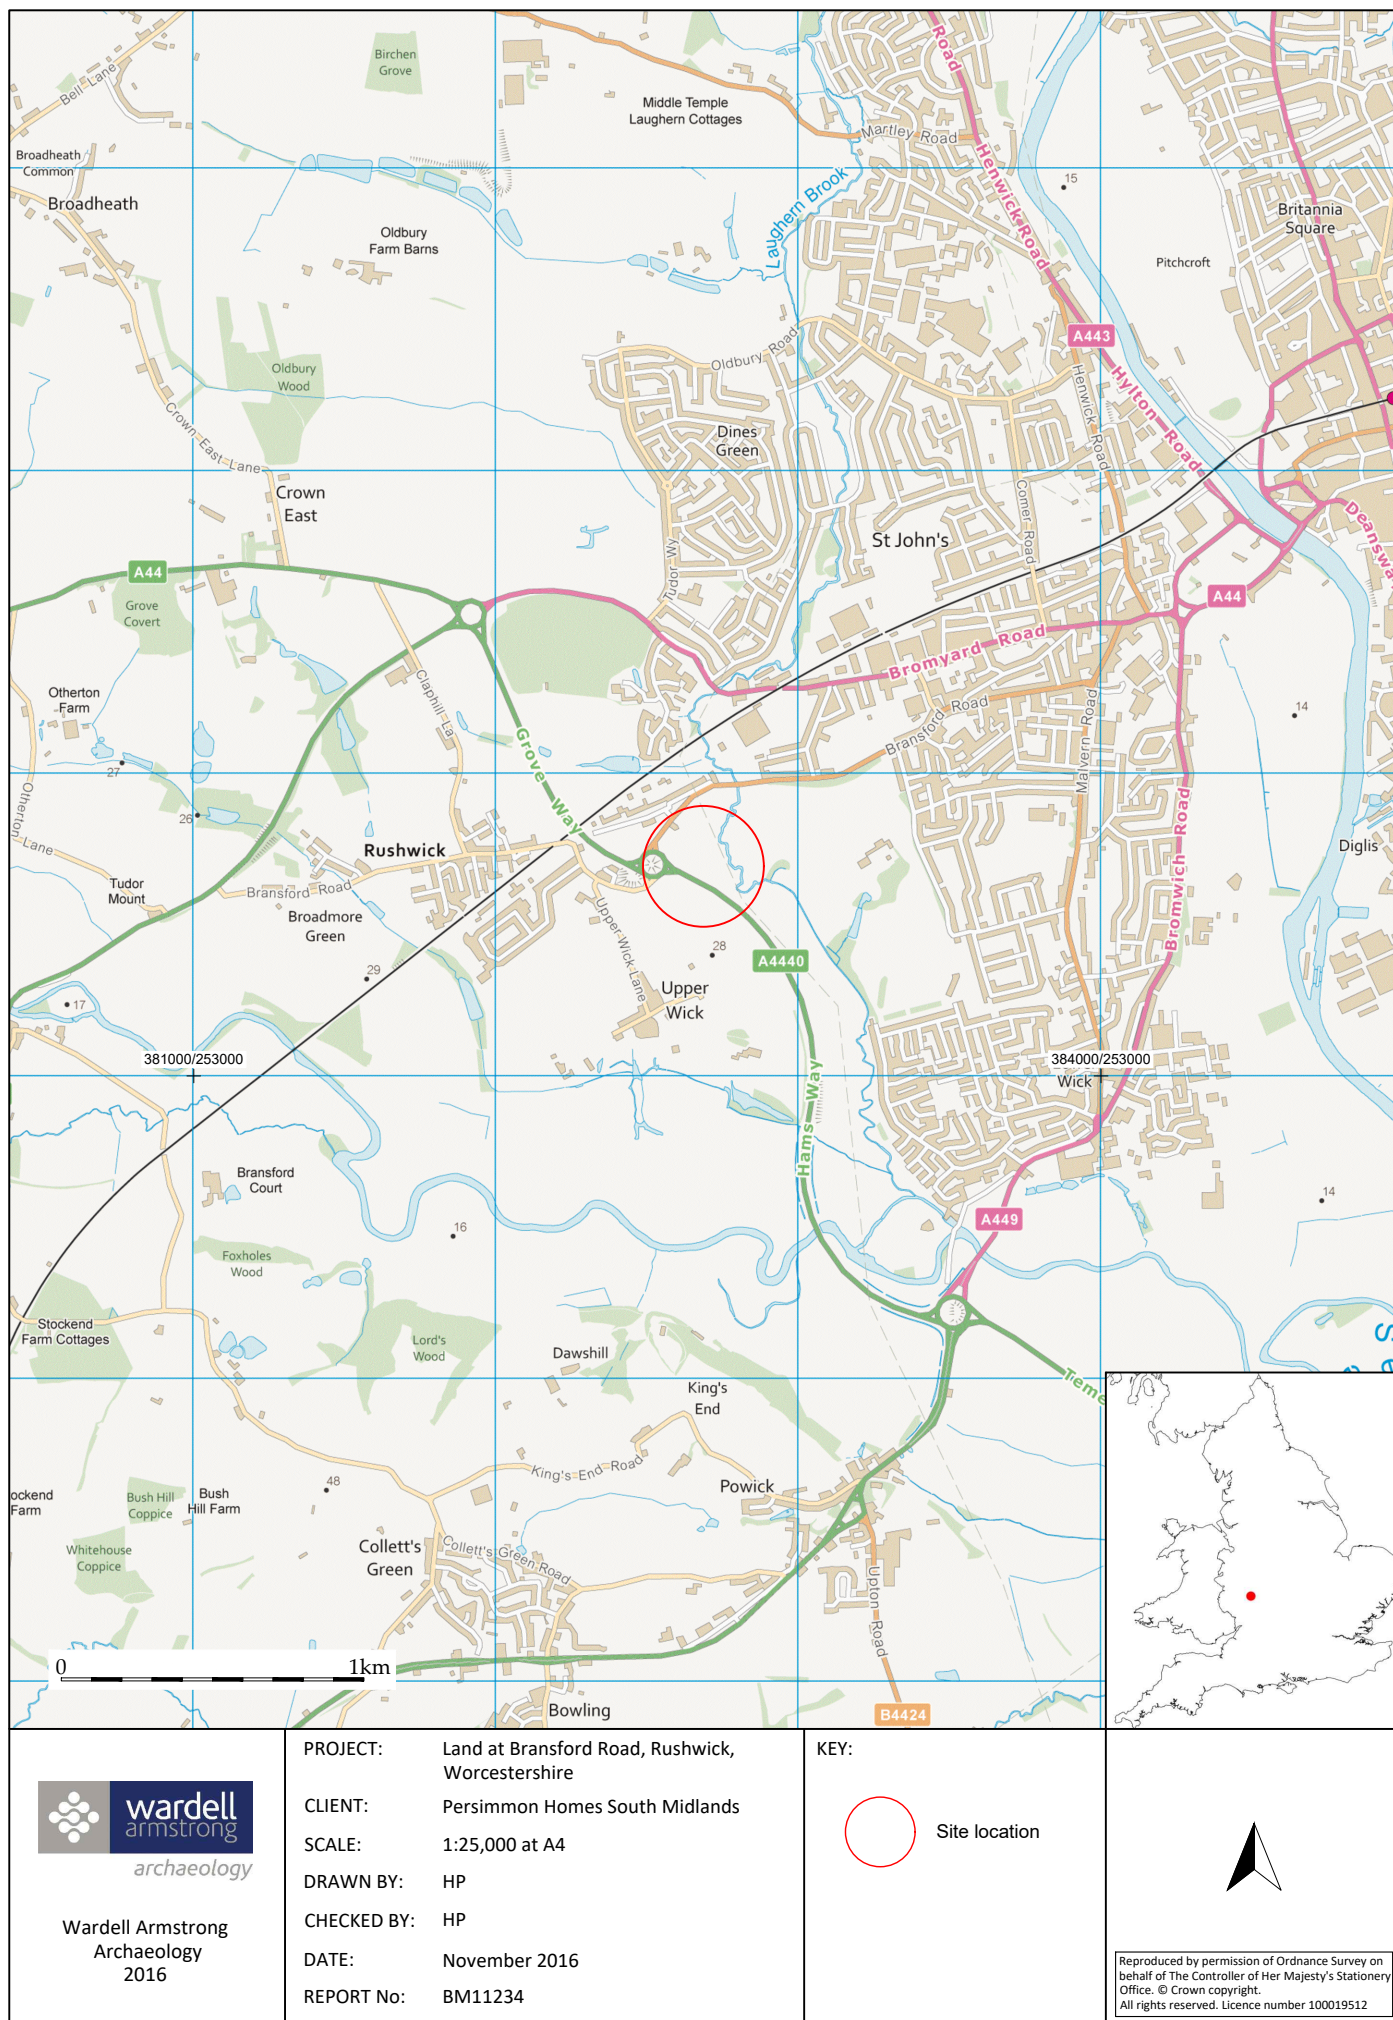 Birchen
Grove
Bell Lane
Middle Temple
Laughern Cottages
Martley Road
Road
Henwick Road
15
Broadheath
Common
Broadheath
Oldbury
Farm Barns
Laughern Brook
Britannia
Square
Pitchcroft
A443
Oldbury Road
Oldbury
Wood
Hylton Road
Henwick Road
Crown East Lane
Dines
Green
Crown
East
Comer Road
St John's
Deansway
A44
Tudor Wy
A44
Grove
Covert
Bromyard Road
Claphill La
Otherton
Farm
Bransford Road
Malvern Road
14
Grove Way
27
Otherton Lane
26
Rushwick
Bromwich Road
Diglis
Tudor
Mount
Bransford Road
Broadmore
Green
Upper Wick Lane
28
A4440
29
Upper
Wick
17
381000/253000
384000/253000
Wick
Hams Way
Bransford
Court
14
16
A449
Foxholes
Wood
Stockend
Farm Cottages
Lord's
Wood
Dawshill
Se
King's
End
Teme
King's End Road
Powick
48
ockend
Farm
Bush Hill
Coppice
Bush
Hill Farm
Collett's
Green
Collett's Green Road
Whitehouse
Coppice
Upton Road
0 1km
Bowling
B4424
wardell
armstrong
archaeology
Wardell Armstrong
Archaeology
2016
PROJECT: Land at Bransford Road, Rushwick,
Worcestershire
CLIENT: Persimmon Homes South Midlands
SCALE: 1:25,000 at A4
DRAWN BY: HP
CHECKED BY: HP
DATE: November 2016
REPORT No: BM11234
KEY:
Site location
Reproduced by permission of Ordnance Survey on
behalf of The Controller of Her Majesty's Stationery
Office. © Crown copyright.
All rights reserved. Licence number 100019512